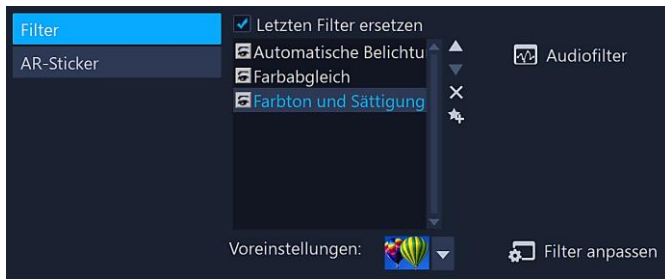 Filter
AR-Sticker
Letzten Filter ersetzen
Automatische Belichtu
Farbabgleich
Farbton und Sättigung
Voreinstellungen:
Audiofilter
Filter anpassen